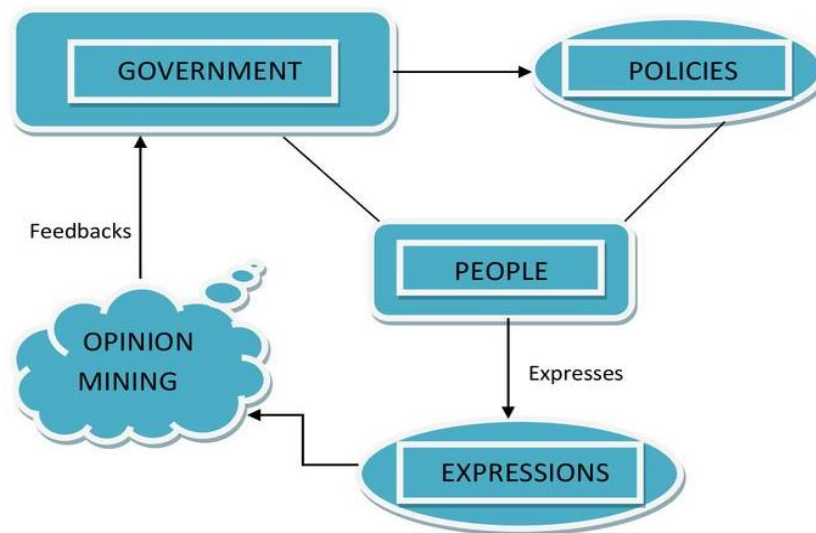 GOVERNMENT
POLICIES
Feedbacks
PEOPLE
OPINION
MINING
Expresses
EXPRESSIONS